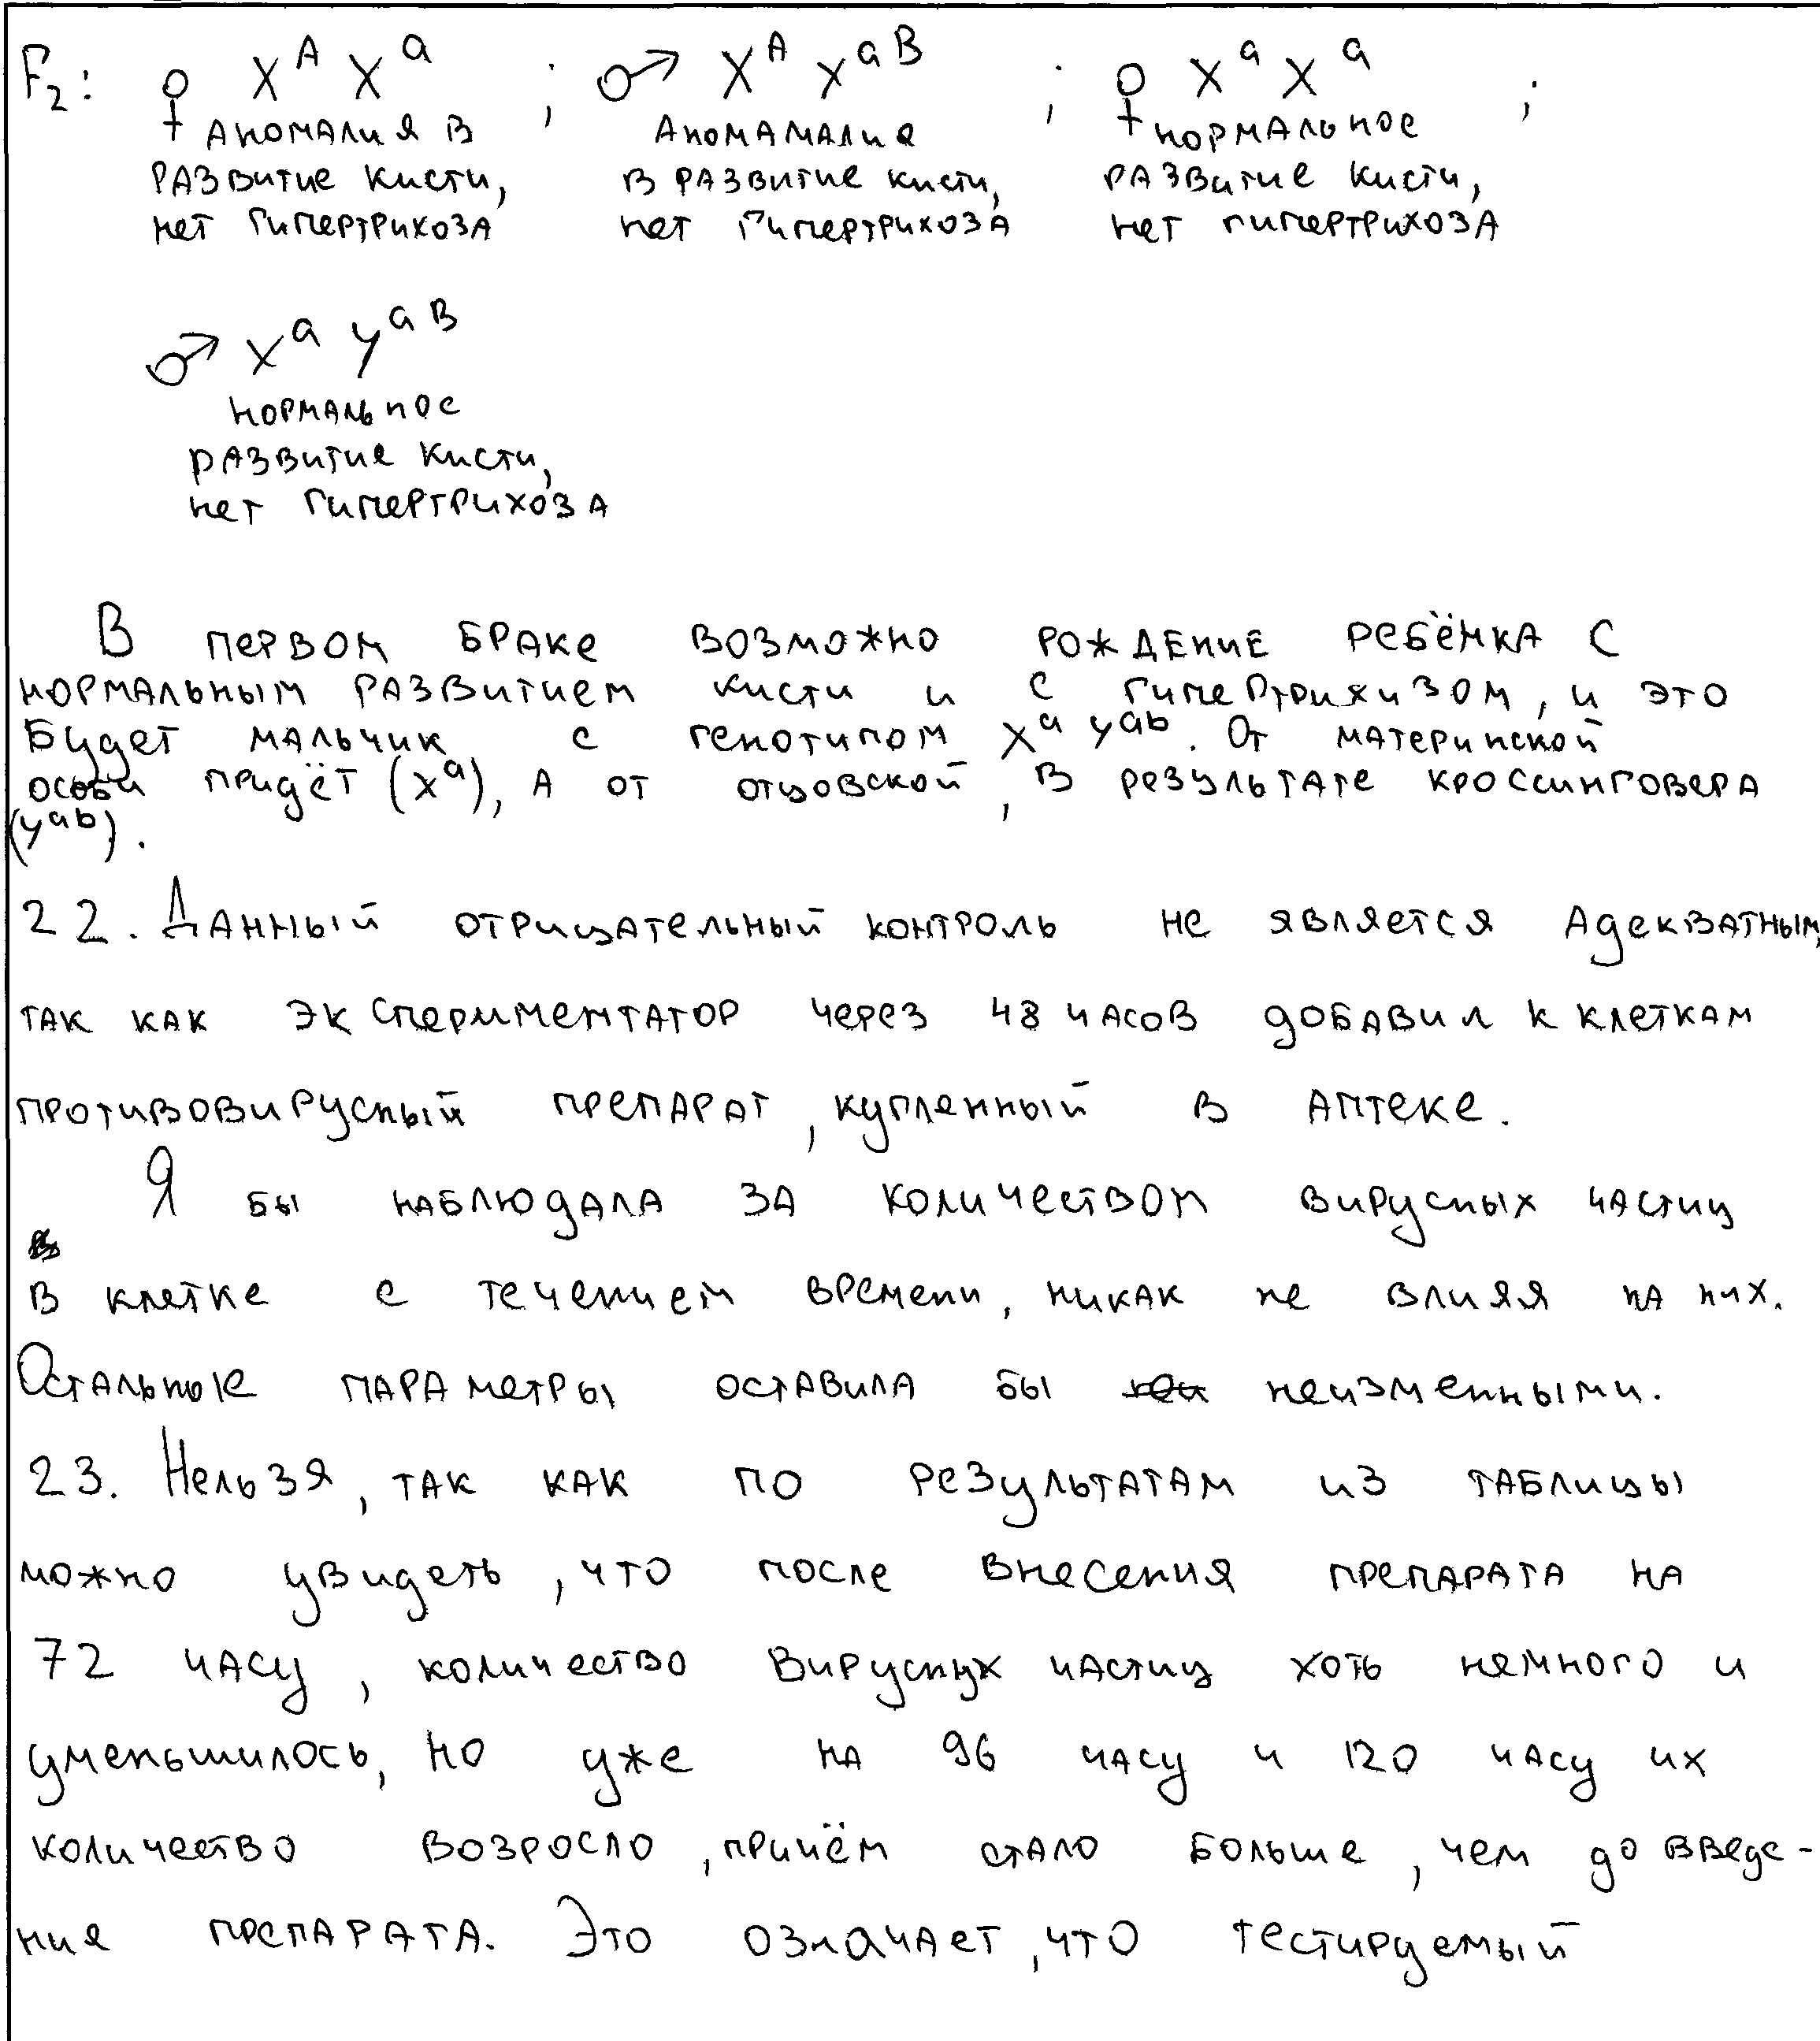 F₂: ♀ X^A X^a ; ♂ X^A X^aB ; ♀ X^a X^a ;
аномалия в аномамалие нормальное
развитие кисти, в развитие кисти, развитие кисти,
нет гипертрихоза нет гипертрихоза нет гипертрихоза
♂ X^a y^aB
нормальное
развитие кисти,
нет гипертрихоза
В первом браке возможно рождение ребёнка с
нормальным развитием кисти и с гипертрихизом, и это
будет мальчик с генотипом X^a y^ab. От материнской
особи придёт (x^a), а от отцовской, в результате кроссинговера
(y^ab).
22. Данный отрицательный контроль не является адекватным,
так как экспериментатор через 48 часов добавил к клеткам
противовирусный препарат, купленный в аптеке.
Я бы наблюдала за количеством вирусных частиц
в клетке с течением времени, никак не влияя на них.
Остальные параметры оставила бы неизменными.
23. Нельзя, так как по результатам из таблицы
можно увидеть, что после внесения препарата на
72 часу, количество вирусных частиц хоть немного и
уменьшилось, но уже на 96 часу и 120 часу их
количество возросло, причём стало больше, чем до введе-
ния препарата. Это означает, что тестируемый